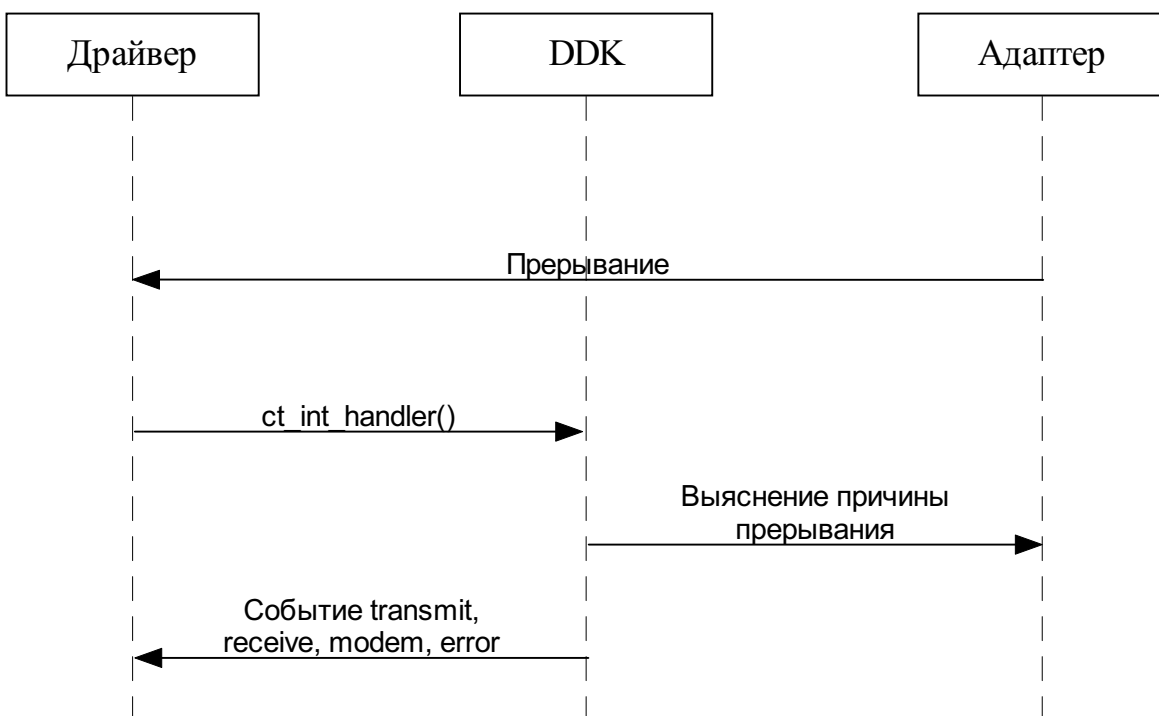 Драйвер
DDK
Адаптер
Прерывание
ct_int_handler()
Выяснение причины
прерывания
Событие transmit,
receive, modem, error